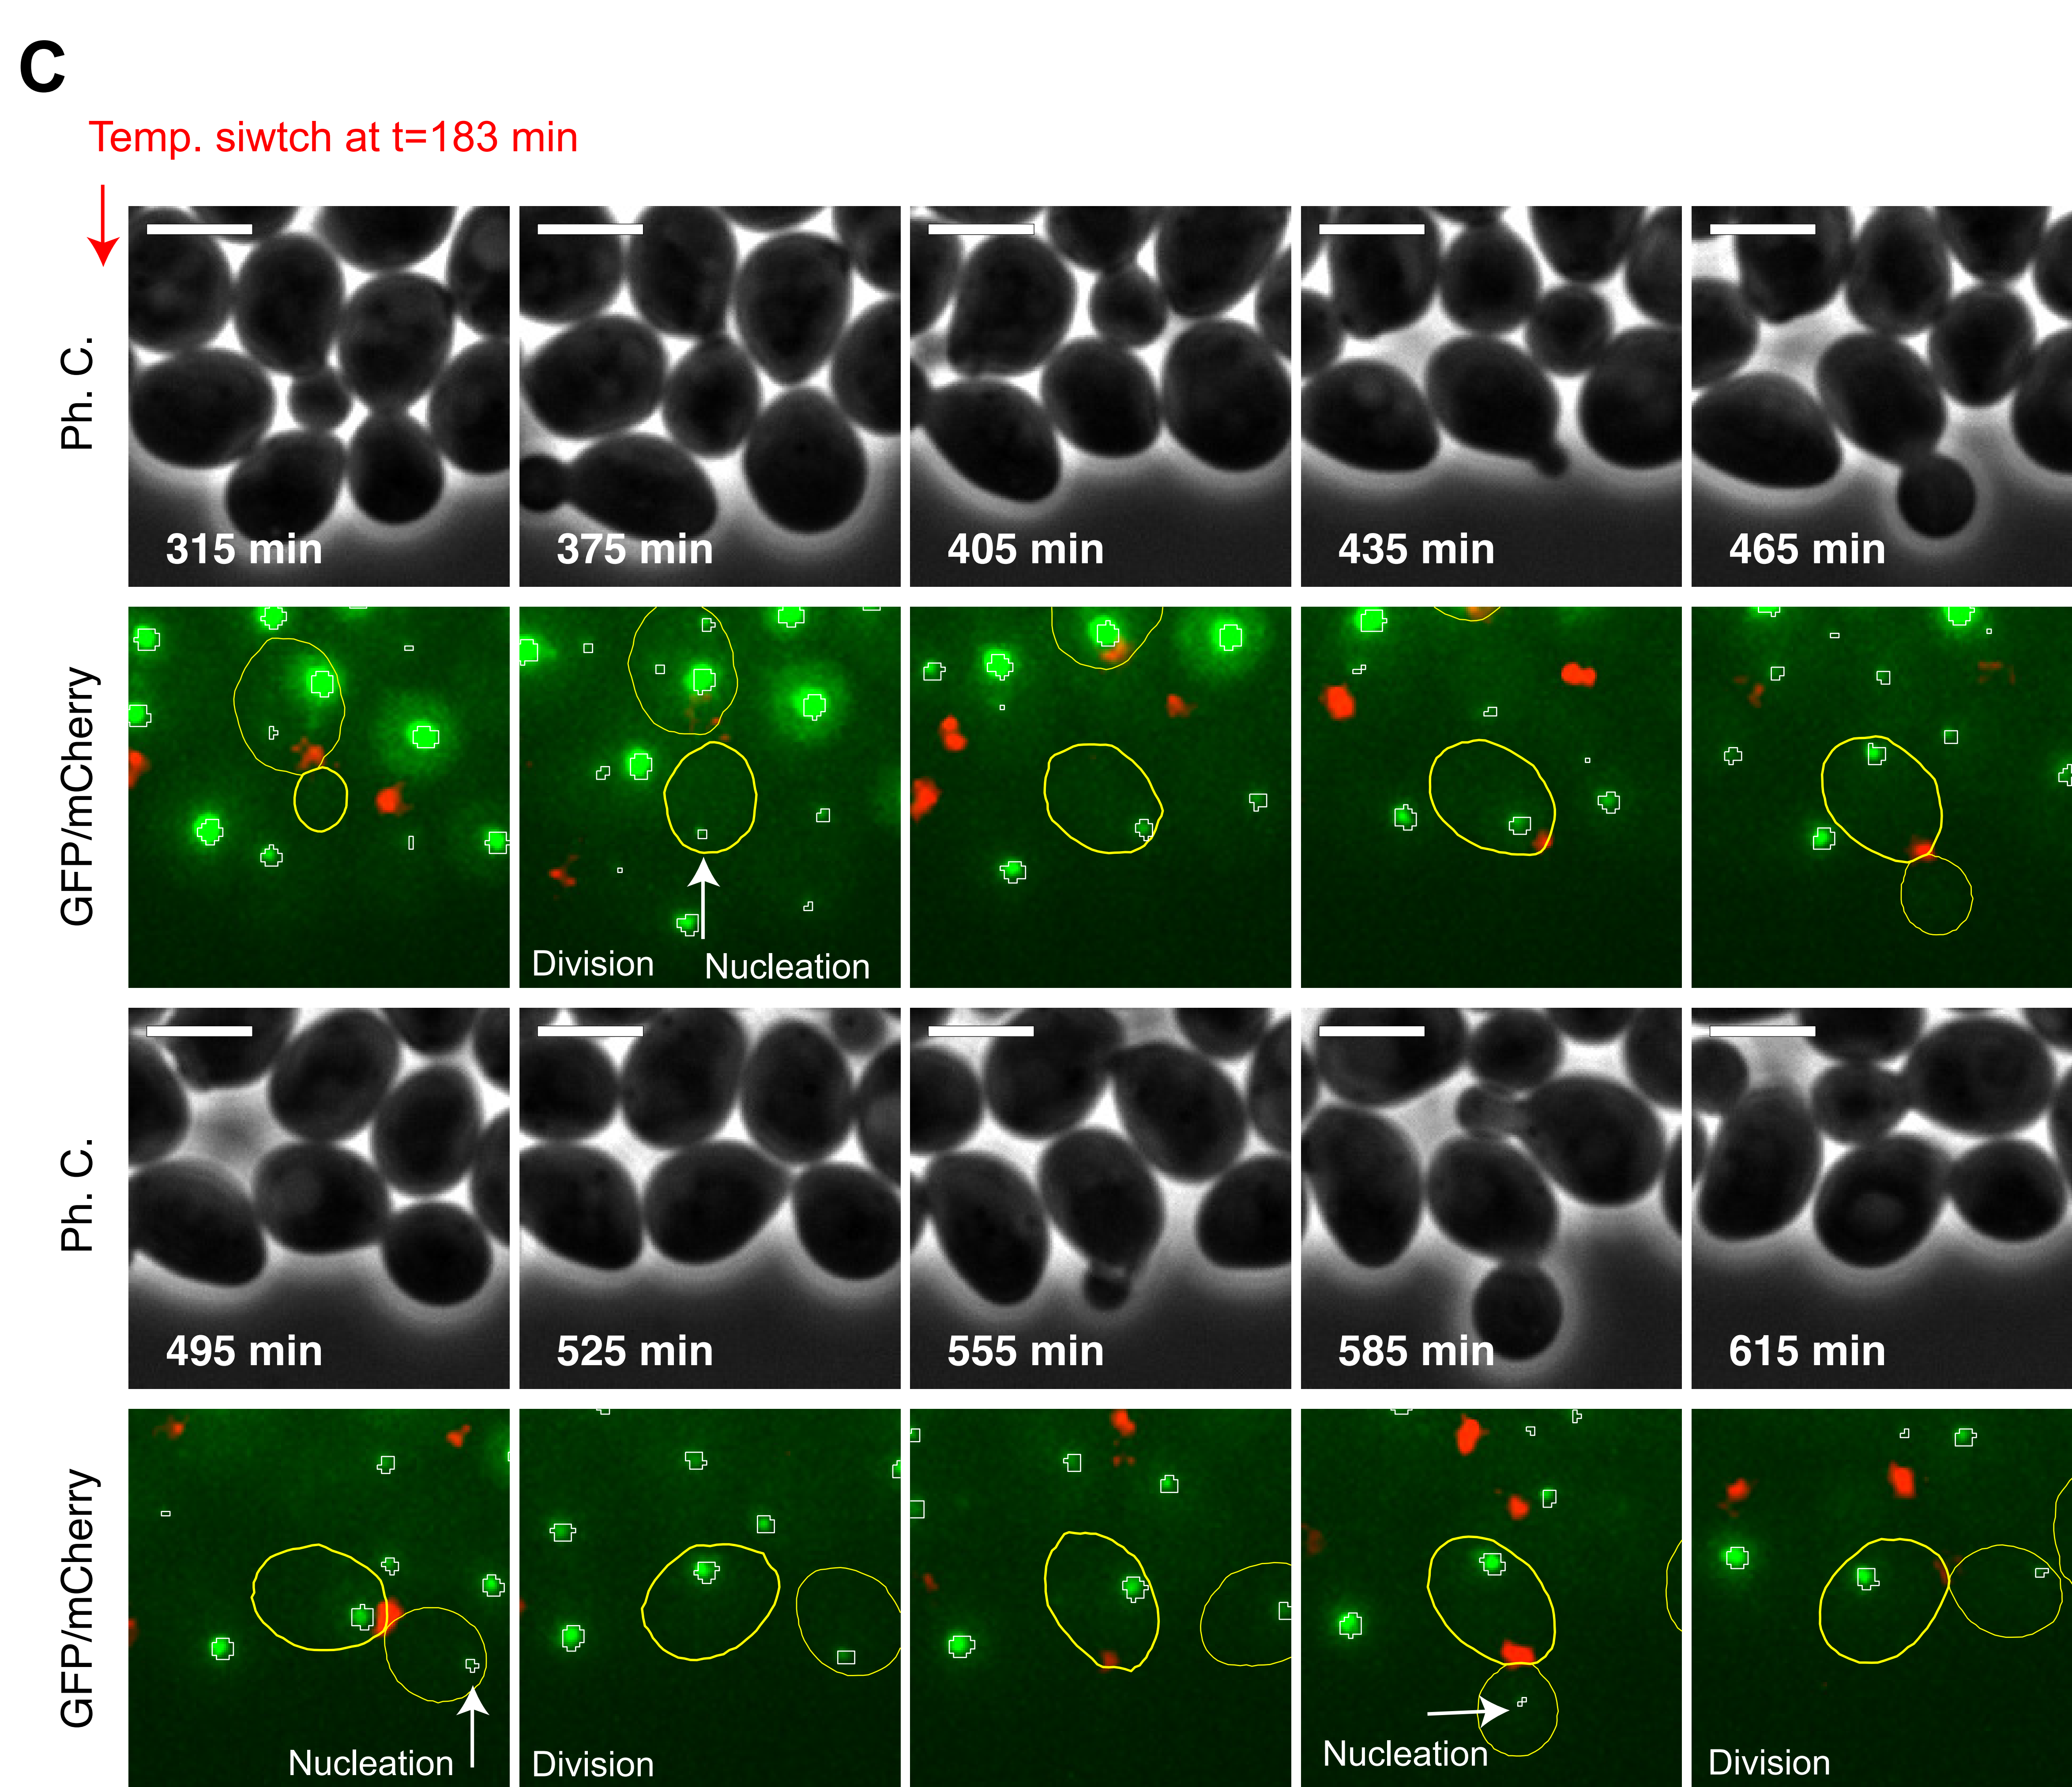 C
Temp. siwtch at t=183 min
Ph. C.
315 min
375 min
405 min
435 min
465 min
GFP/mCherry
Division
Nucleation
Ph. C.
495 min
525 min
555 min
585 min
615 min
GFP/mCherry
Nucleation
Division
Nucleation
Division